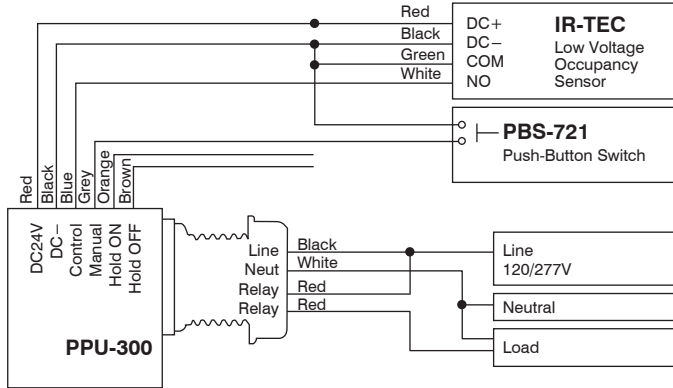 Red
DC+
IR-TEC
Black
DC−
Low Voltage
Green
COM
Occupancy
White
NO
Sensor
PBS-721
Push-Button Switch
Red
Black
Blue
Grey
Orange
Brown
DC24V
DC−
Control
Manual
Hold ON
Hold OFF
PPU-300
Line
Black
Neut
White
Relay
Red
Relay
Red
Line
120/277V
Neutral
Load